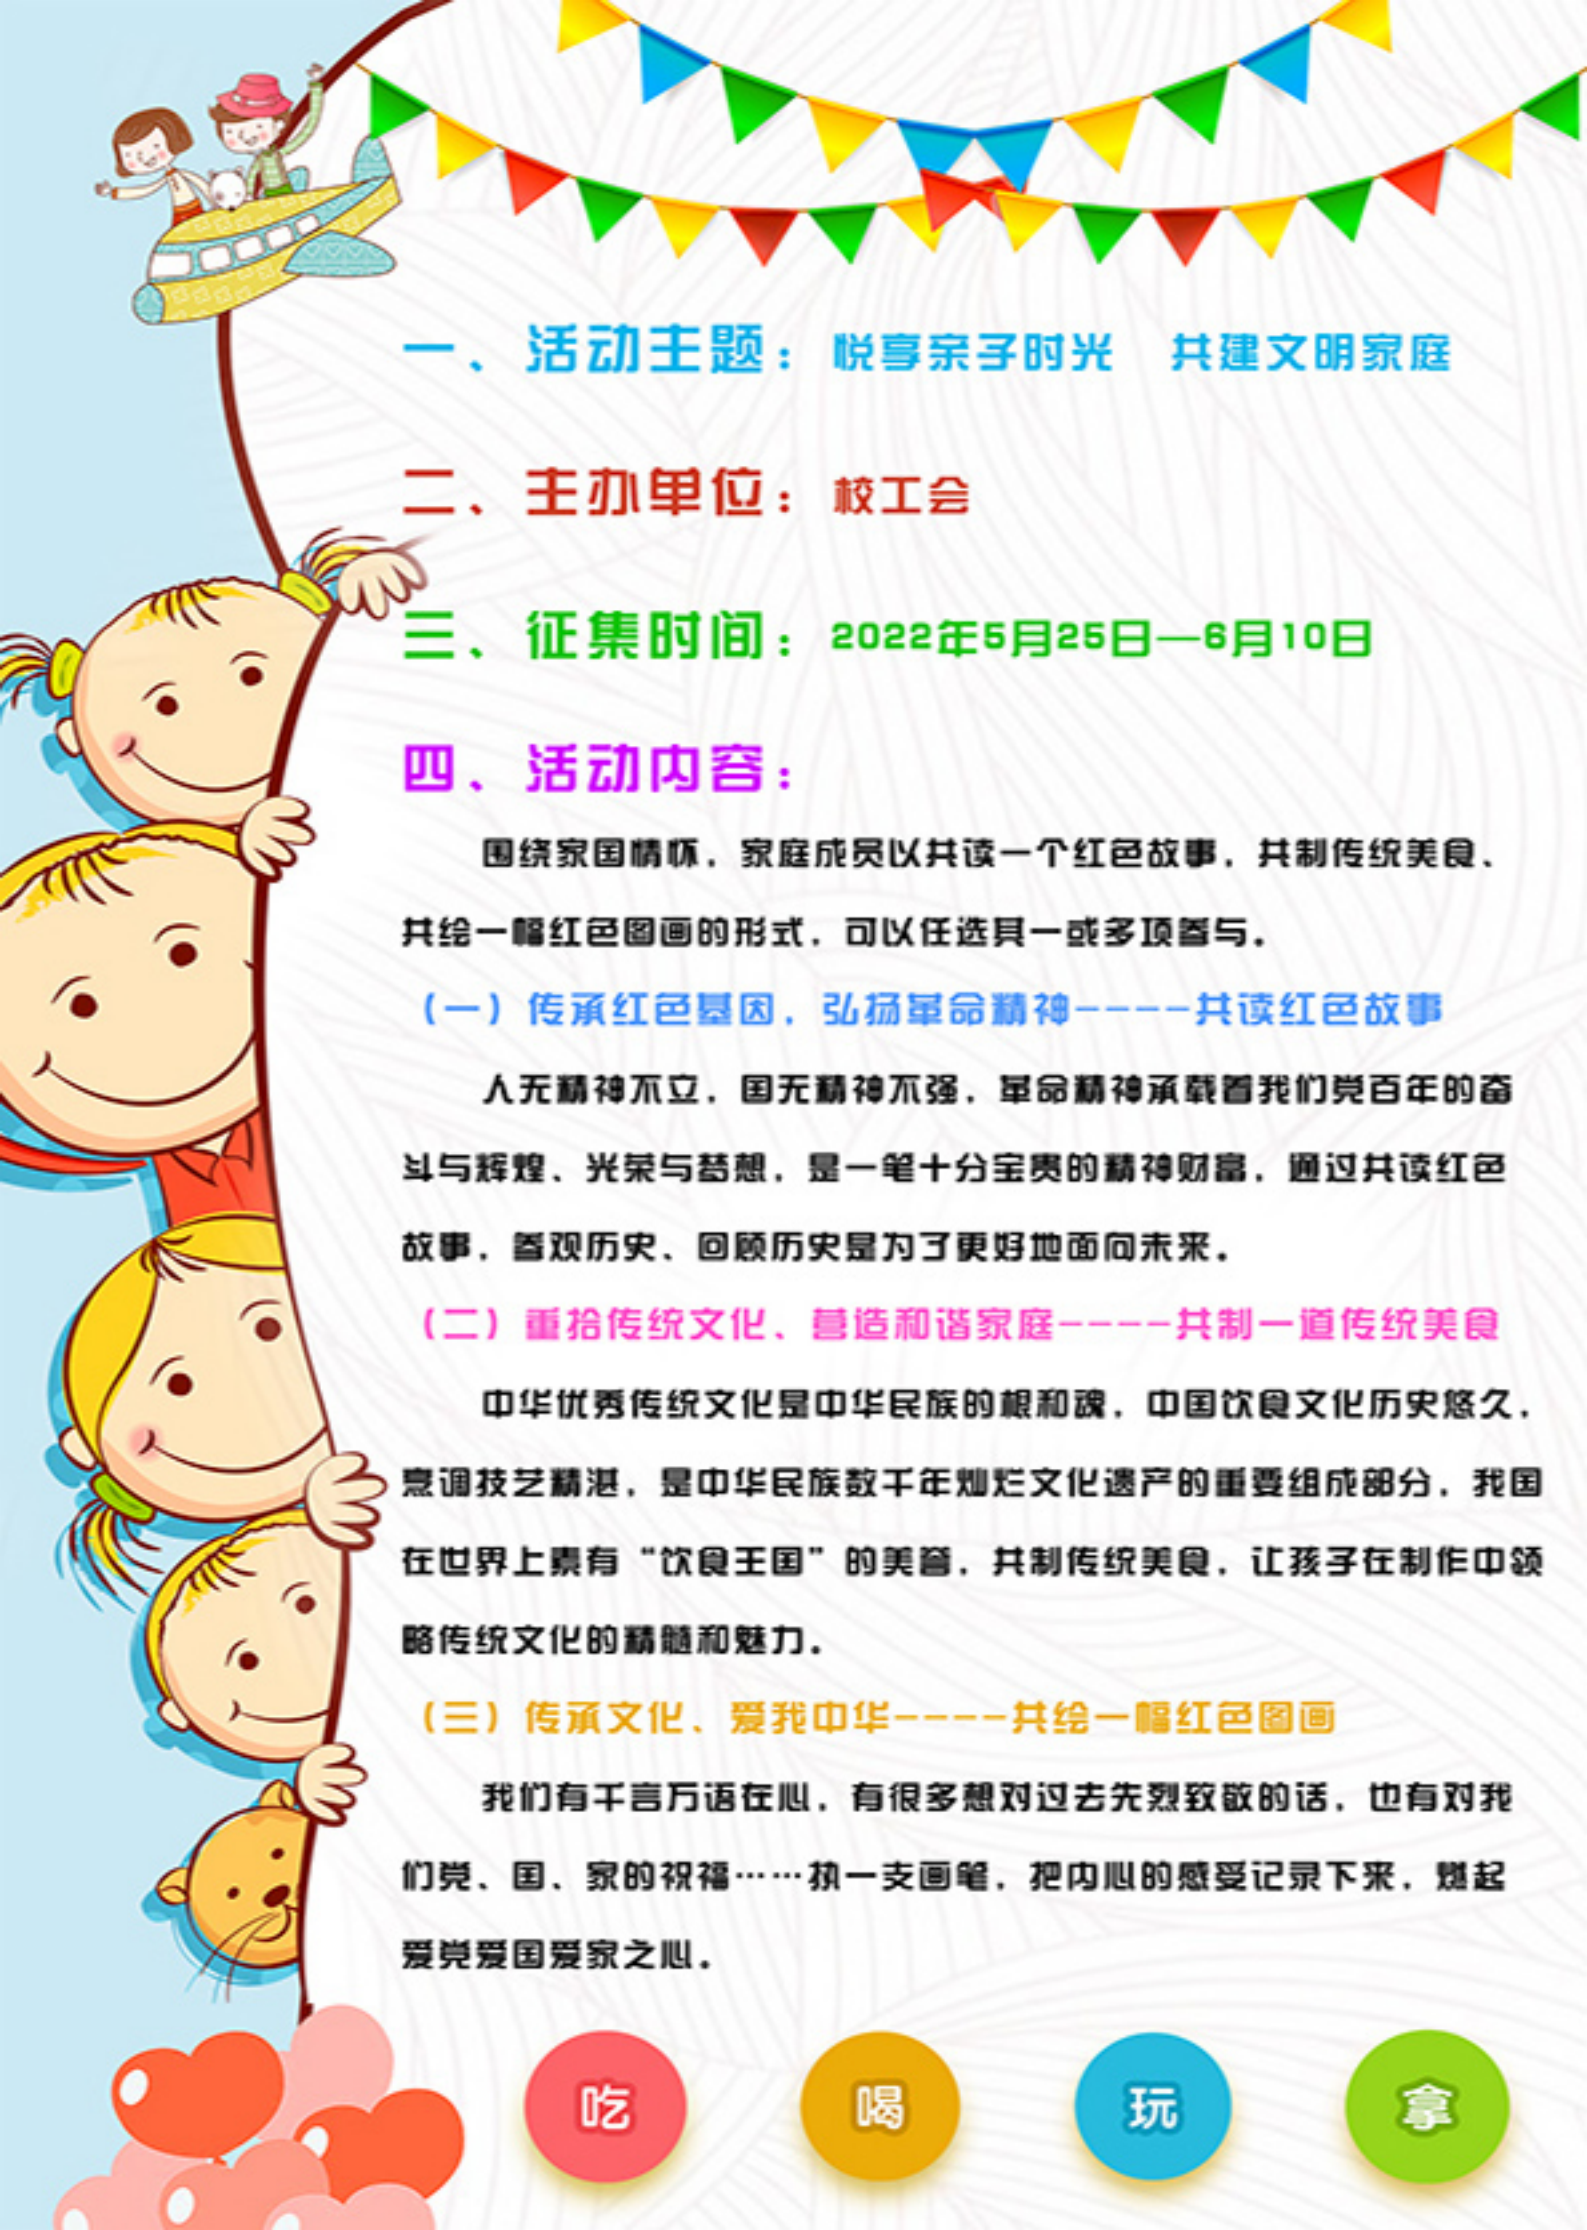 一、活动主题：悦享亲子时光 共建文明家庭
二、主办单位：校工会
三、征集时间：2022年5月25日—6月10日
四、活动内容：
围绕家国情怀，家庭成员以共读一个红色故事，共制传统美食、
共绘一幅红色图画的形式，可以任选其一或多项参与。
（一）传承红色基因，弘扬革命精神----共读红色故事
人无精神不立，国无精神不强，革命精神承载着我们党百年的奋
斗与辉煌、光荣与梦想，是一笔十分宝贵的精神财富，通过共读红色
故事，参观历史、回顾历史是为了更好地面向未来。
（二）重拾传统文化、营造和谐家庭----共制一道传统美食
中华优秀传统文化是中华民族的根和魂，中国饮食文化历史悠久，
烹调技艺精湛，是中华民族数千年灿烂文化遗产的重要组成部分，我国
在世界上素有“饮食王国”的美誉，共制传统美食，让孩子在制作中领
略传统文化的精髓和魅力。
（三）传承文化、爱我中华----共绘一幅红色图画
我们有千言万语在心，有很多想对过去先烈致敬的话，也有对我
们党、国、家的祝福……执一支画笔，把内心的感受记录下来，燃起
爱党爱国爱家之心。
吃 喝 玩 拿